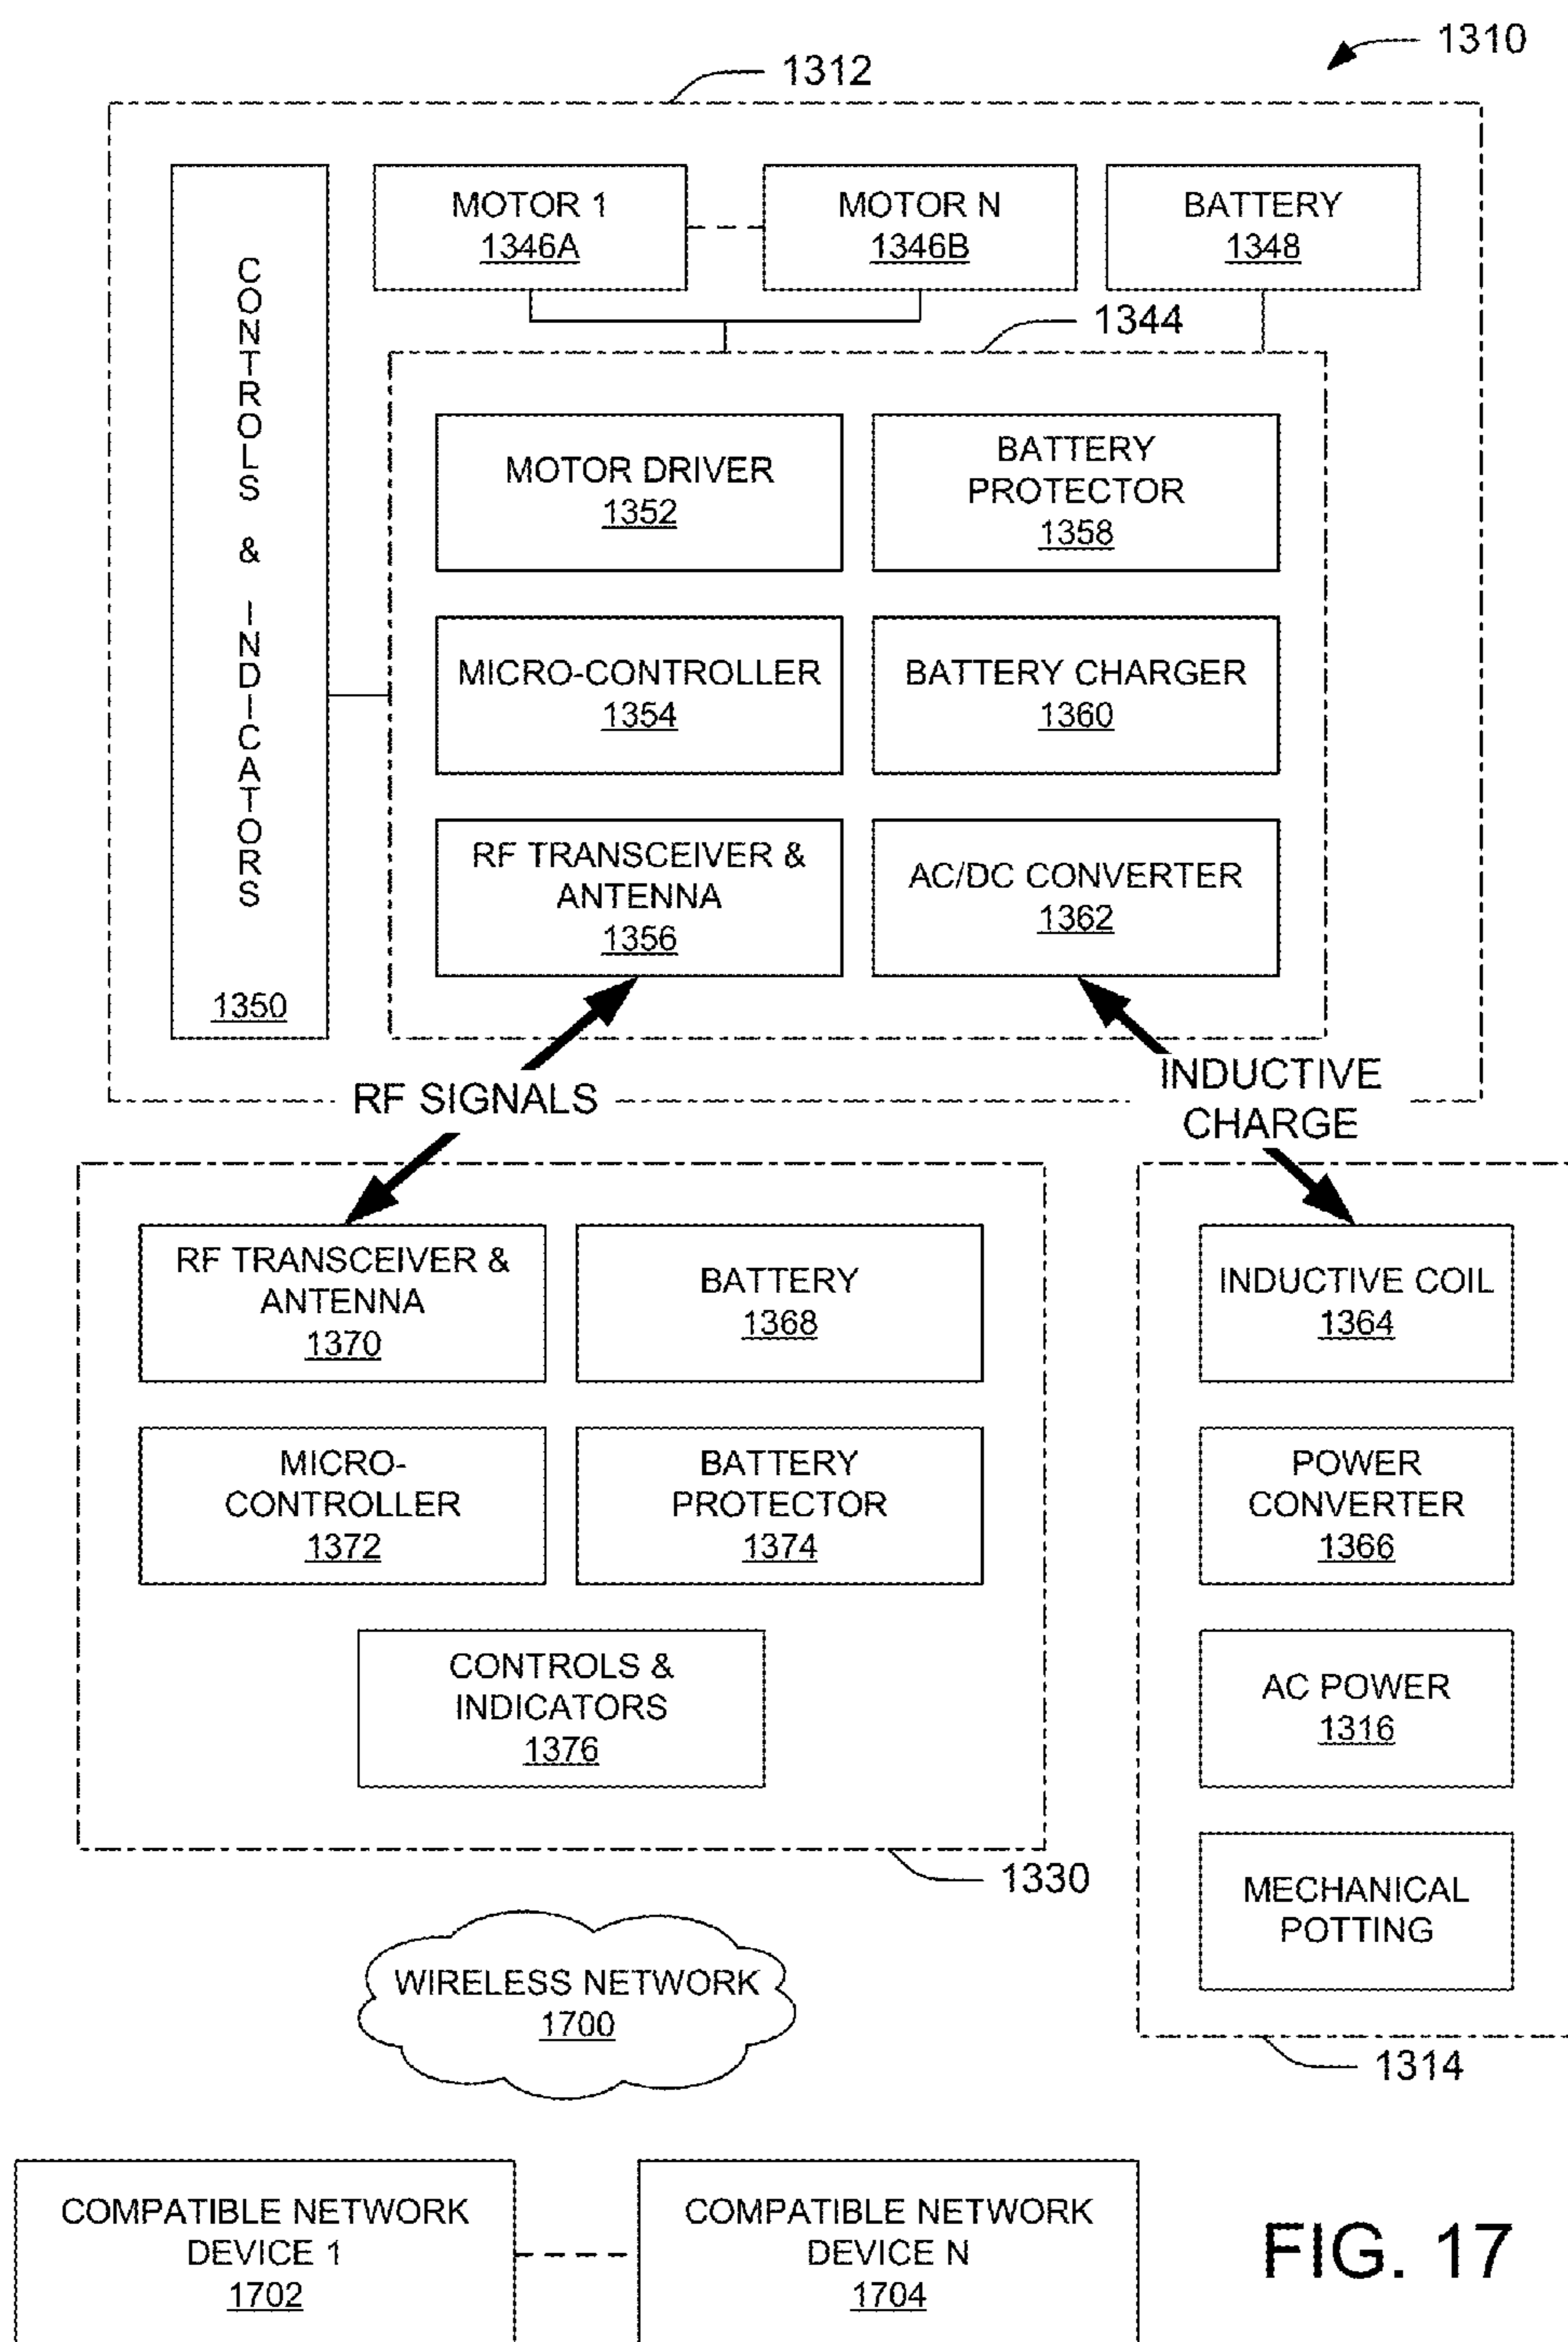 1310
1312
MOTOR 1
1346A
MOTOR N
1346B
BATTERY
1348
CONTROLS & INDICATORS
1350
1344
MOTOR DRIVER
1352
BATTERY
PROTECTOR
1358
MICRO-CONTROLLER
1354
BATTERY CHARGER
1360
RF TRANSCEIVER &
ANTENNA
1356
AC/DC CONVERTER
1362
RF SIGNALS
INDUCTIVE
CHARGE
RF TRANSCEIVER &
ANTENNA
1370
BATTERY
1368
MICRO-
CONTROLLER
1372
BATTERY
PROTECTOR
1374
CONTROLS &
INDICATORS
1376
1330
INDUCTIVE COIL
1364
POWER
CONVERTER
1366
AC POWER
1316
MECHANICAL
POTTING
1314
WIRELESS NETWORK
1700
COMPATIBLE NETWORK
DEVICE 1
1702
COMPATIBLE NETWORK
DEVICE N
1704
FIG. 17